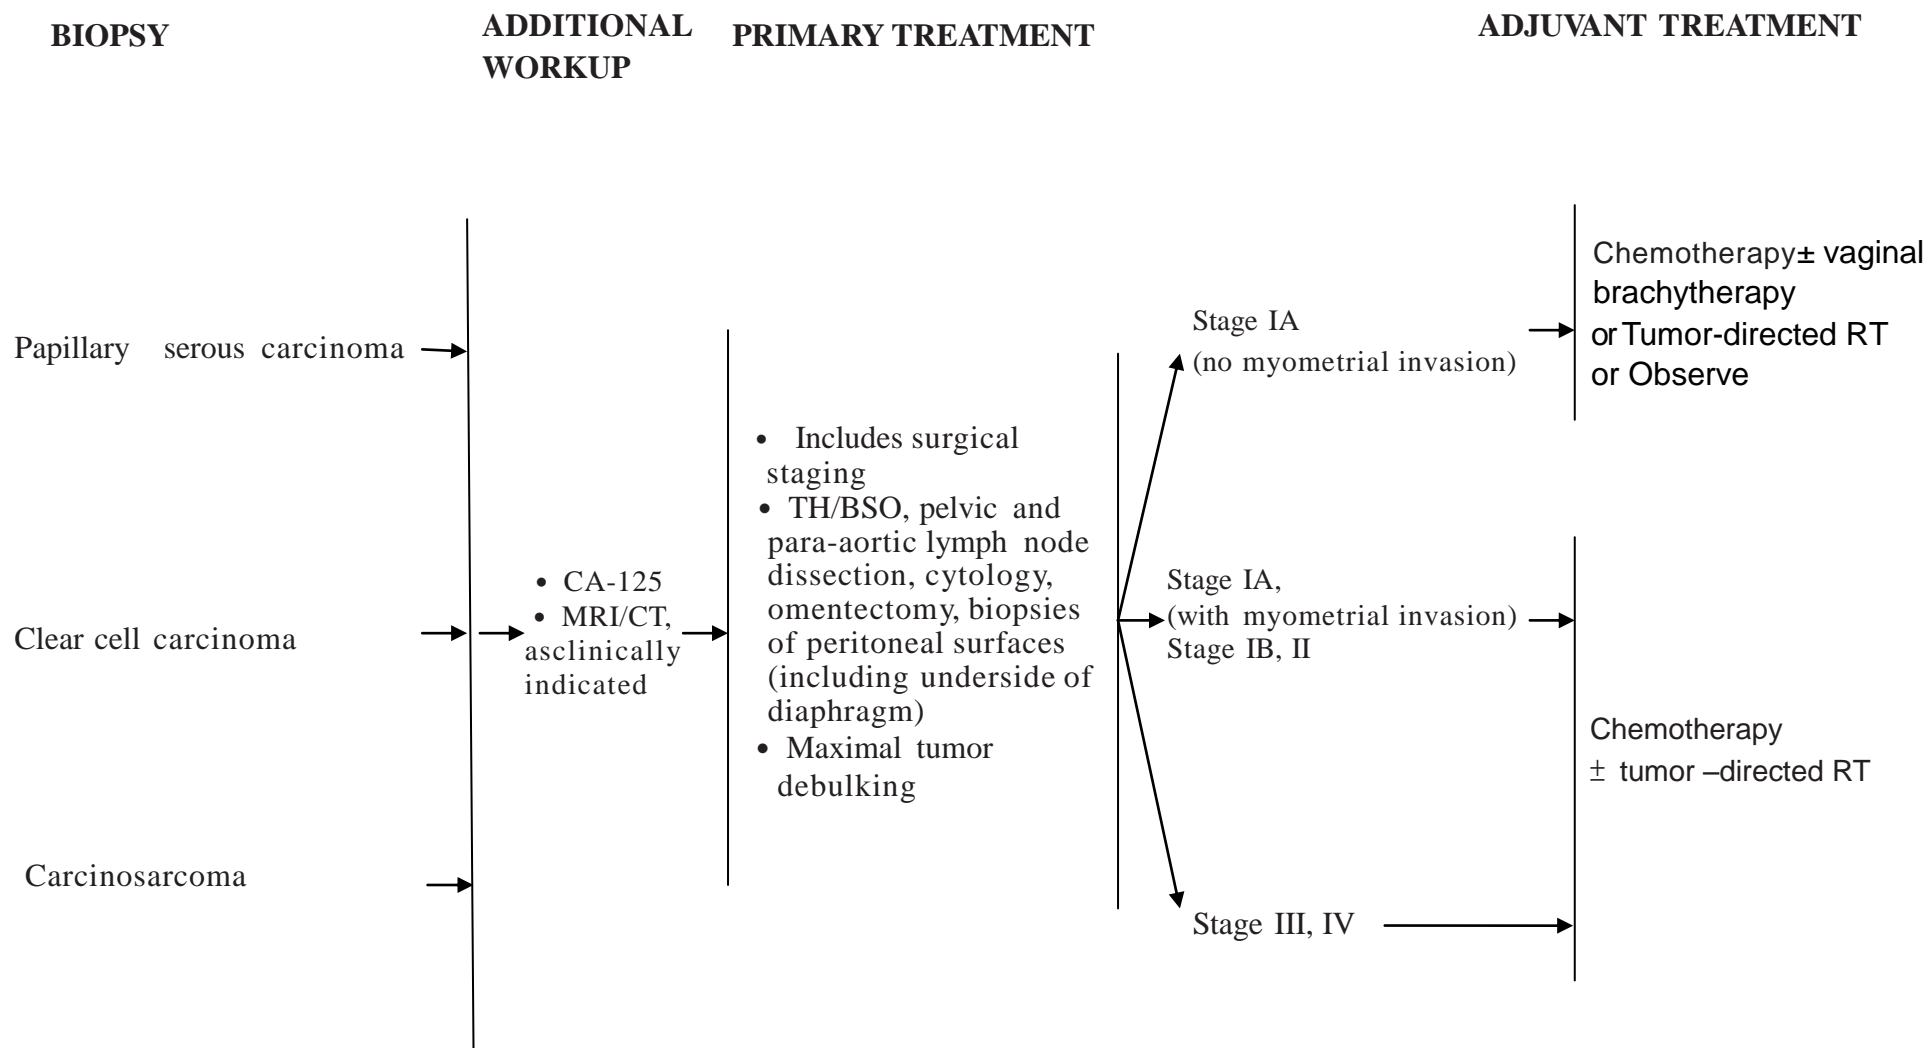 BIOPSY
ADDITIONAL
WORKUP
PRIMARY TREATMENT
ADJUVANT TREATMENT
Papillary serous carcinoma
Clear cell carcinoma
Carcinosarcoma
• CA-125
• MRI/CT,
asclinically
indicated
• Includes surgical
staging
• TH/BSO, pelvic and
para-aortic lymph node
dissection, cytology,
omentectomy, biopsies
of peritoneal surfaces
(including underside of
diaphragm)
• Maximal tumor
debulking
Stage IA
(no myometrial invasion)
Stage IA,
(with myometrial invasion)
Stage IB, II
Stage III, IV
Chemotherapy± vaginal
brachytherapy
or Tumor-directed RT
or Observe
Chemotherapy
± tumor –directed RT